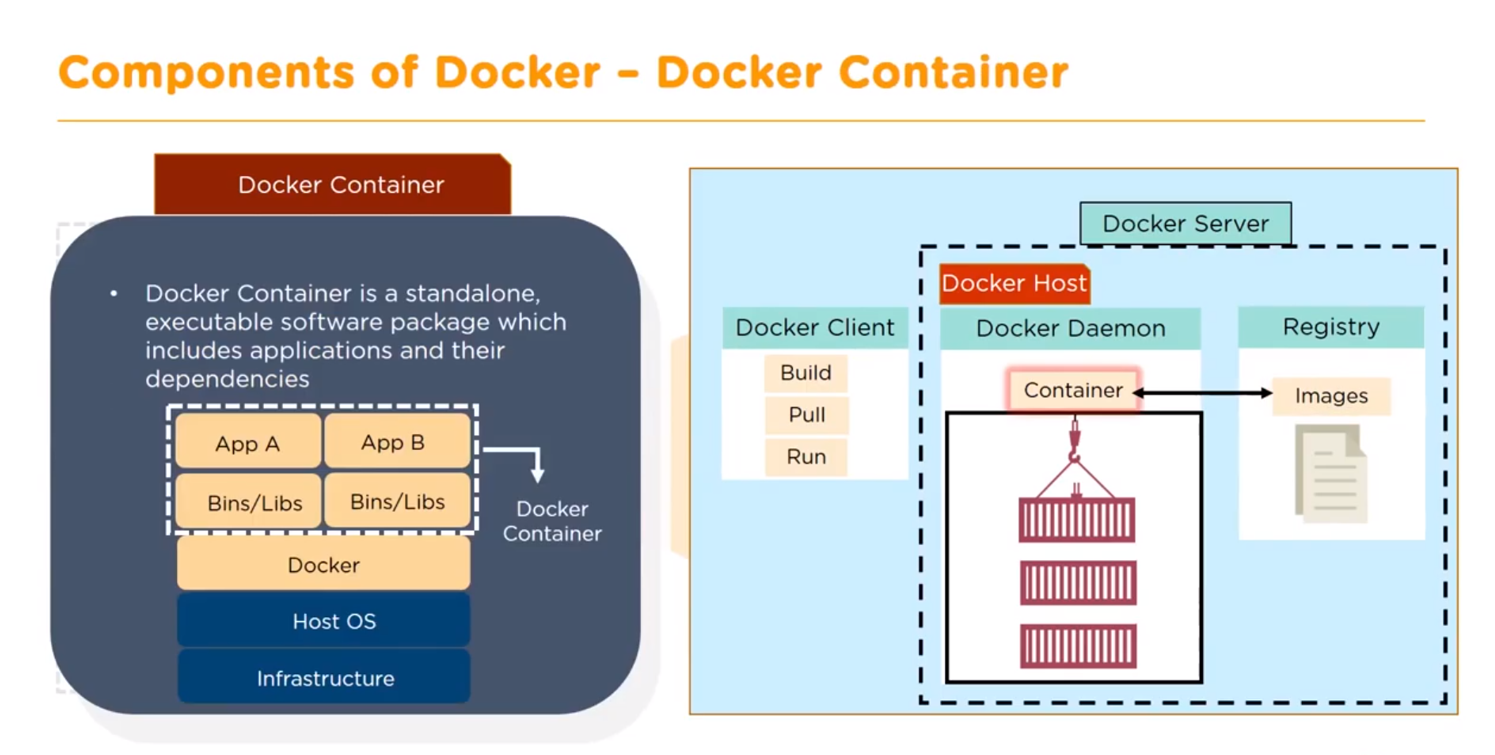 Components of Docker – Docker Container
Docker Container
• Docker Container is a standalone,
executable software package which
includes applications and their
dependencies
App A
App B
Bins/Libs
Bins/Libs
Docker
Container
Docker
Host OS
Infrastructure
Docker Server
Docker Host
Docker Client
Docker Daemon
Registry
Build
Pull
Run
Container
Images